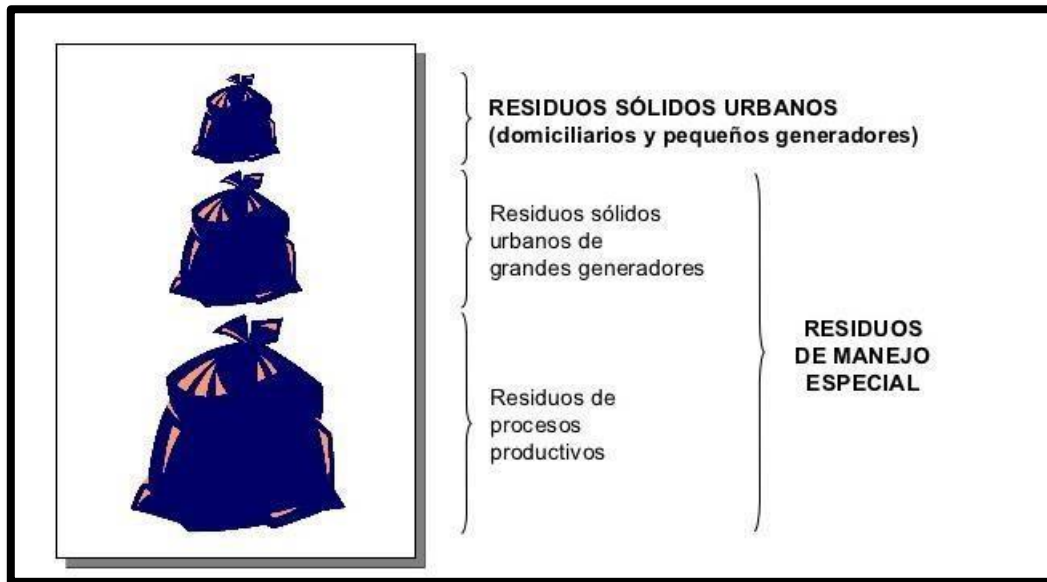 RESIDUOS SÓLIDOS URBANOS
(domiciliarios y pequeños generadores)
Residuos sólidos
urbanos de
grandes generadores
RESIDUOS
DE MANEJO
ESPECIAL
Residuos de
procesos
productivos